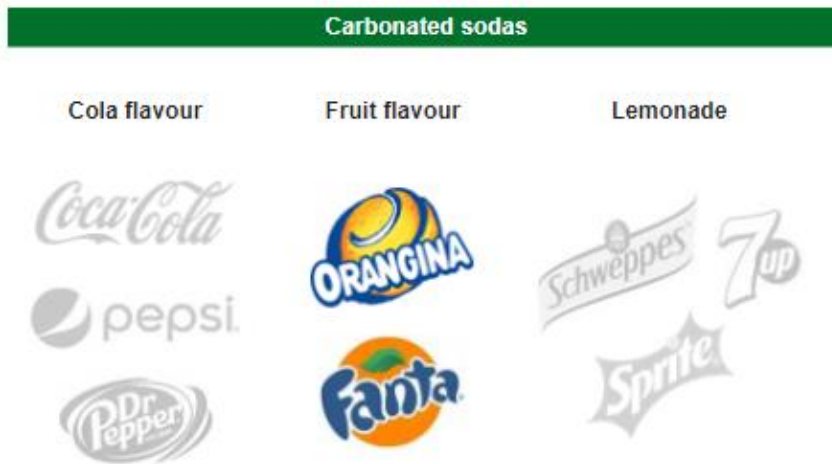 Carbonated sodas
Cola flavour
Fruit flavour
Lemonade
Coca-Cola
pepsi
Dr
Pepper
ORANGINA
Fanta
Schweppes
7up
Sprite